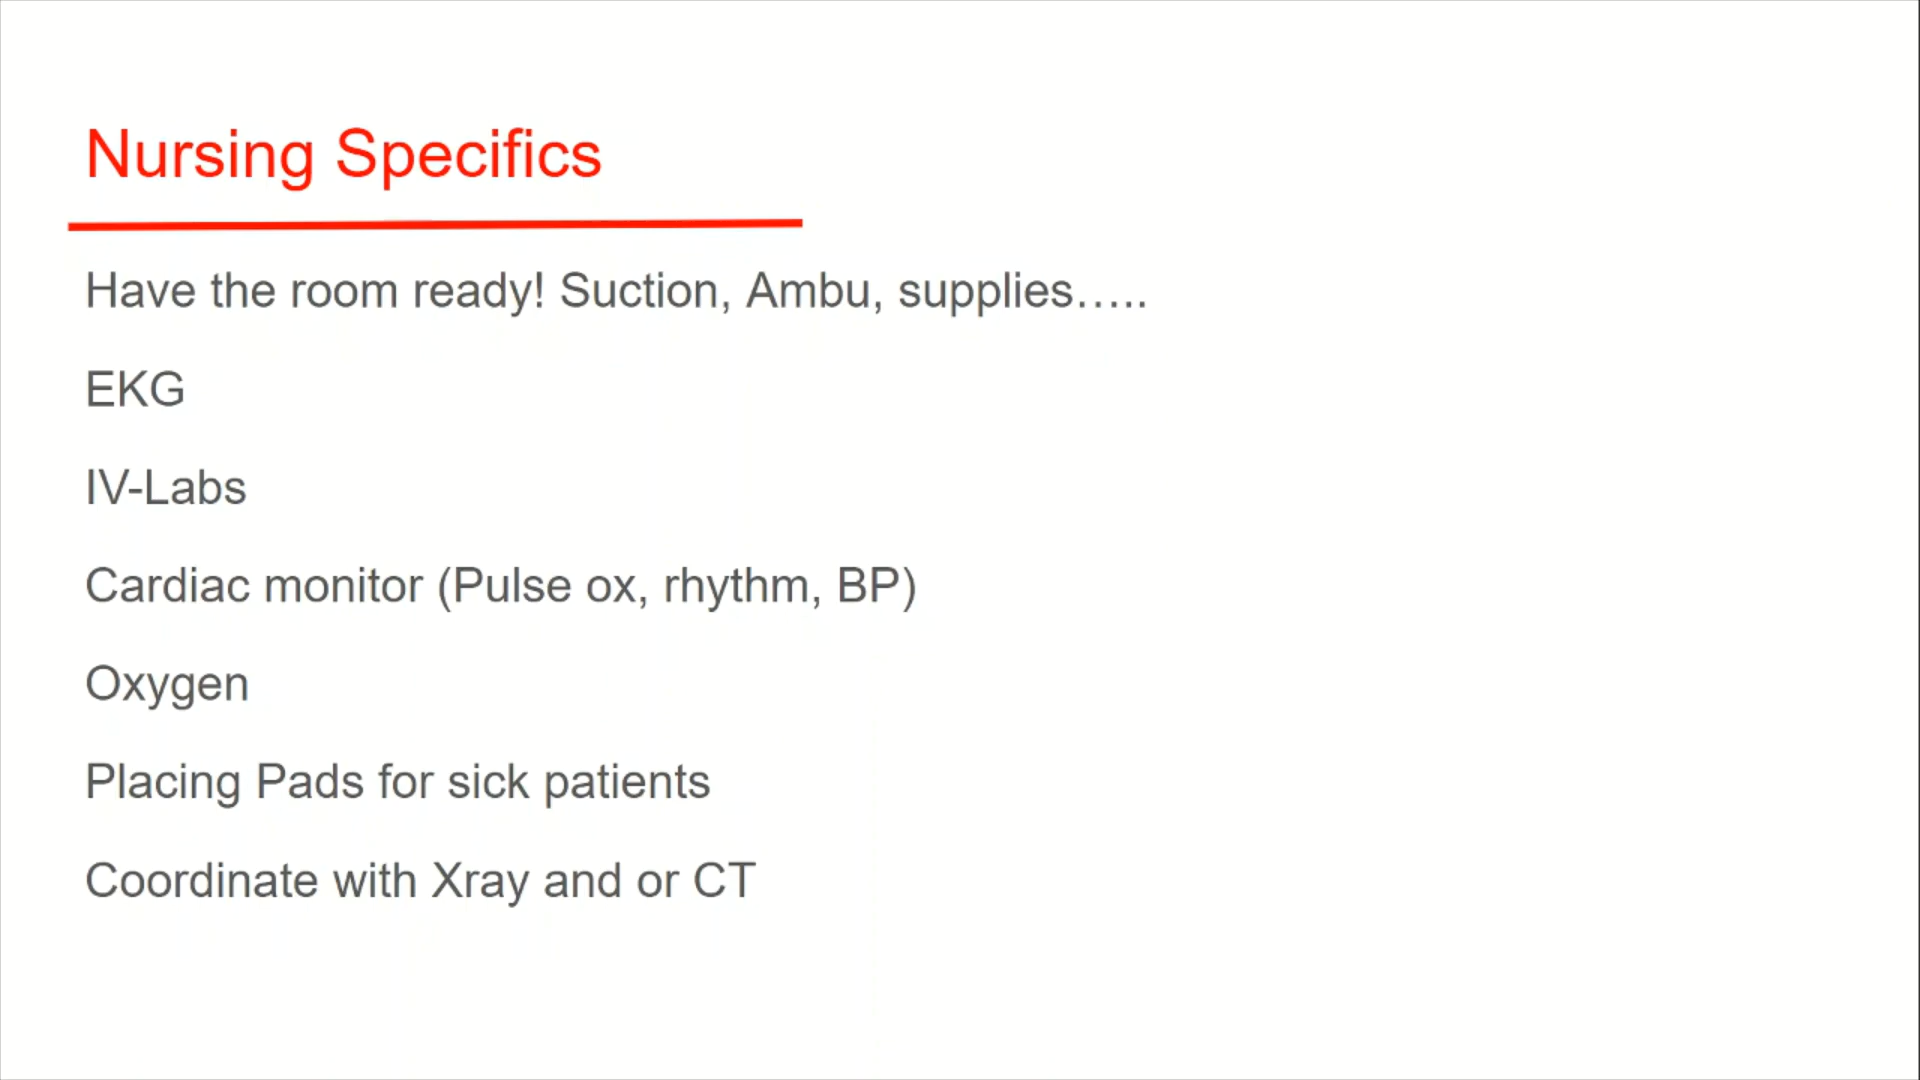 Nursing Specifics
Have the room ready! Suction, Ambu, supplies…..
EKG
IV-Labs
Cardiac monitor (Pulse ox, rhythm, BP)
Oxygen
Placing Pads for sick patients
Coordinate with Xray and or CT